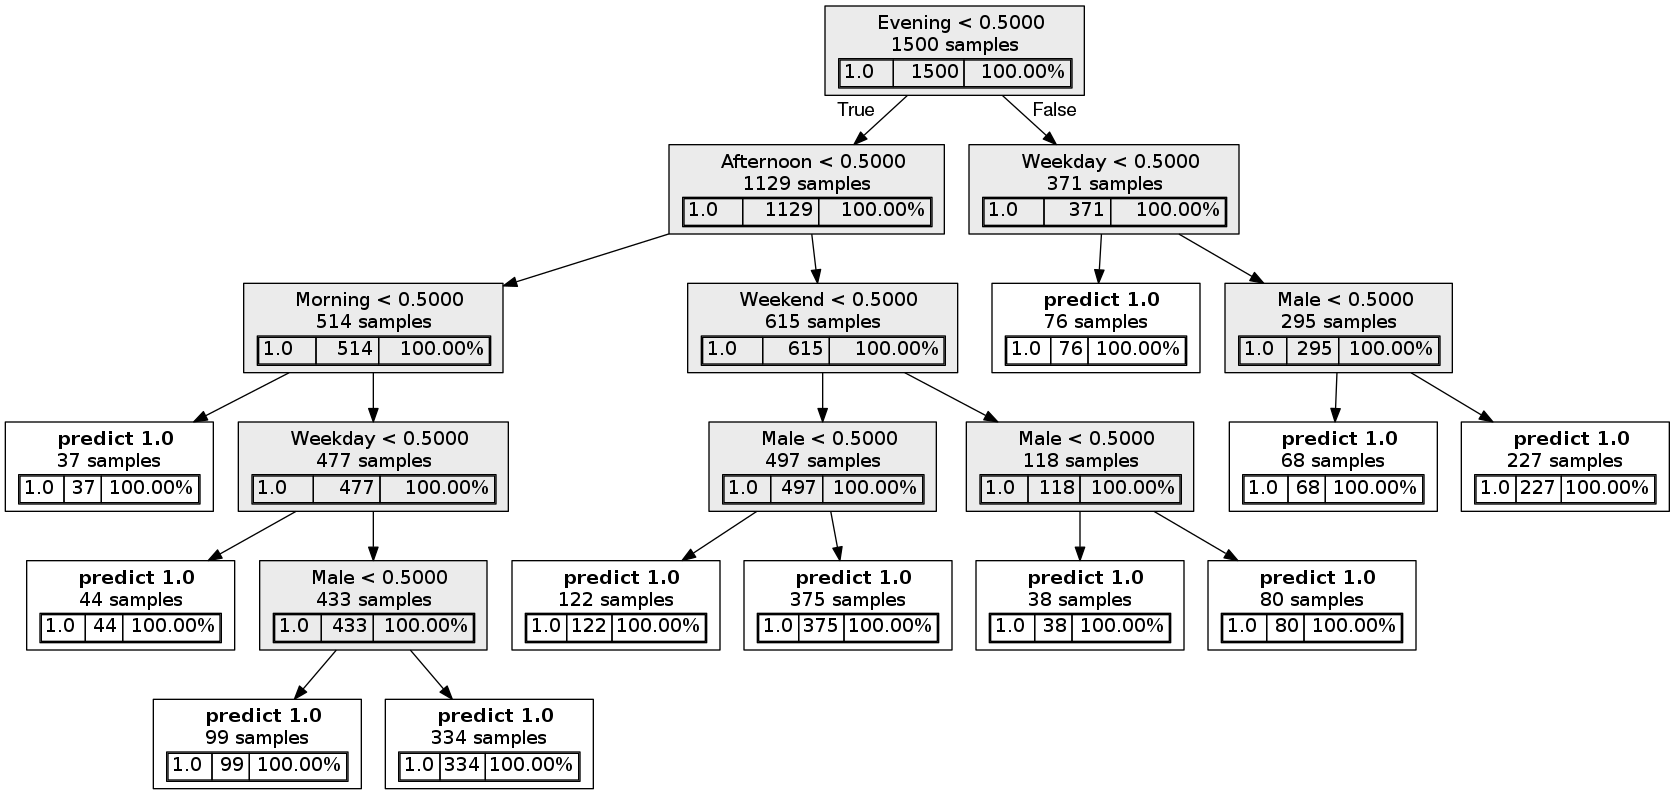 Evening < 0.5000
1500 samples
1.0 1500 100.00%
True
False
Afternoon < 0.5000
1129 samples
1.0 1129 100.00%
Weekday < 0.5000
371 samples
1.0 371 100.00%
Morning < 0.5000
514 samples
1.0 514 100.00%
Weekend < 0.5000
615 samples
1.0 615 100.00%
predict 1.0
76 samples
1.0 76 100.00%
Male < 0.5000
295 samples
1.0 295 100.00%
predict 1.0
37 samples
1.0 37 100.00%
Weekday < 0.5000
477 samples
1.0 477 100.00%
Male < 0.5000
497 samples
1.0 497 100.00%
Male < 0.5000
118 samples
1.0 118 100.00%
predict 1.0
68 samples
1.0 68 100.00%
predict 1.0
227 samples
1.0 227 100.00%
predict 1.0
44 samples
1.0 44 100.00%
Male < 0.5000
433 samples
1.0 433 100.00%
predict 1.0
122 samples
1.0 122 100.00%
predict 1.0
375 samples
1.0 375 100.00%
predict 1.0
38 samples
1.0 38 100.00%
predict 1.0
80 samples
1.0 80 100.00%
predict 1.0
99 samples
1.0 99 100.00%
predict 1.0
334 samples
1.0 334 100.00%